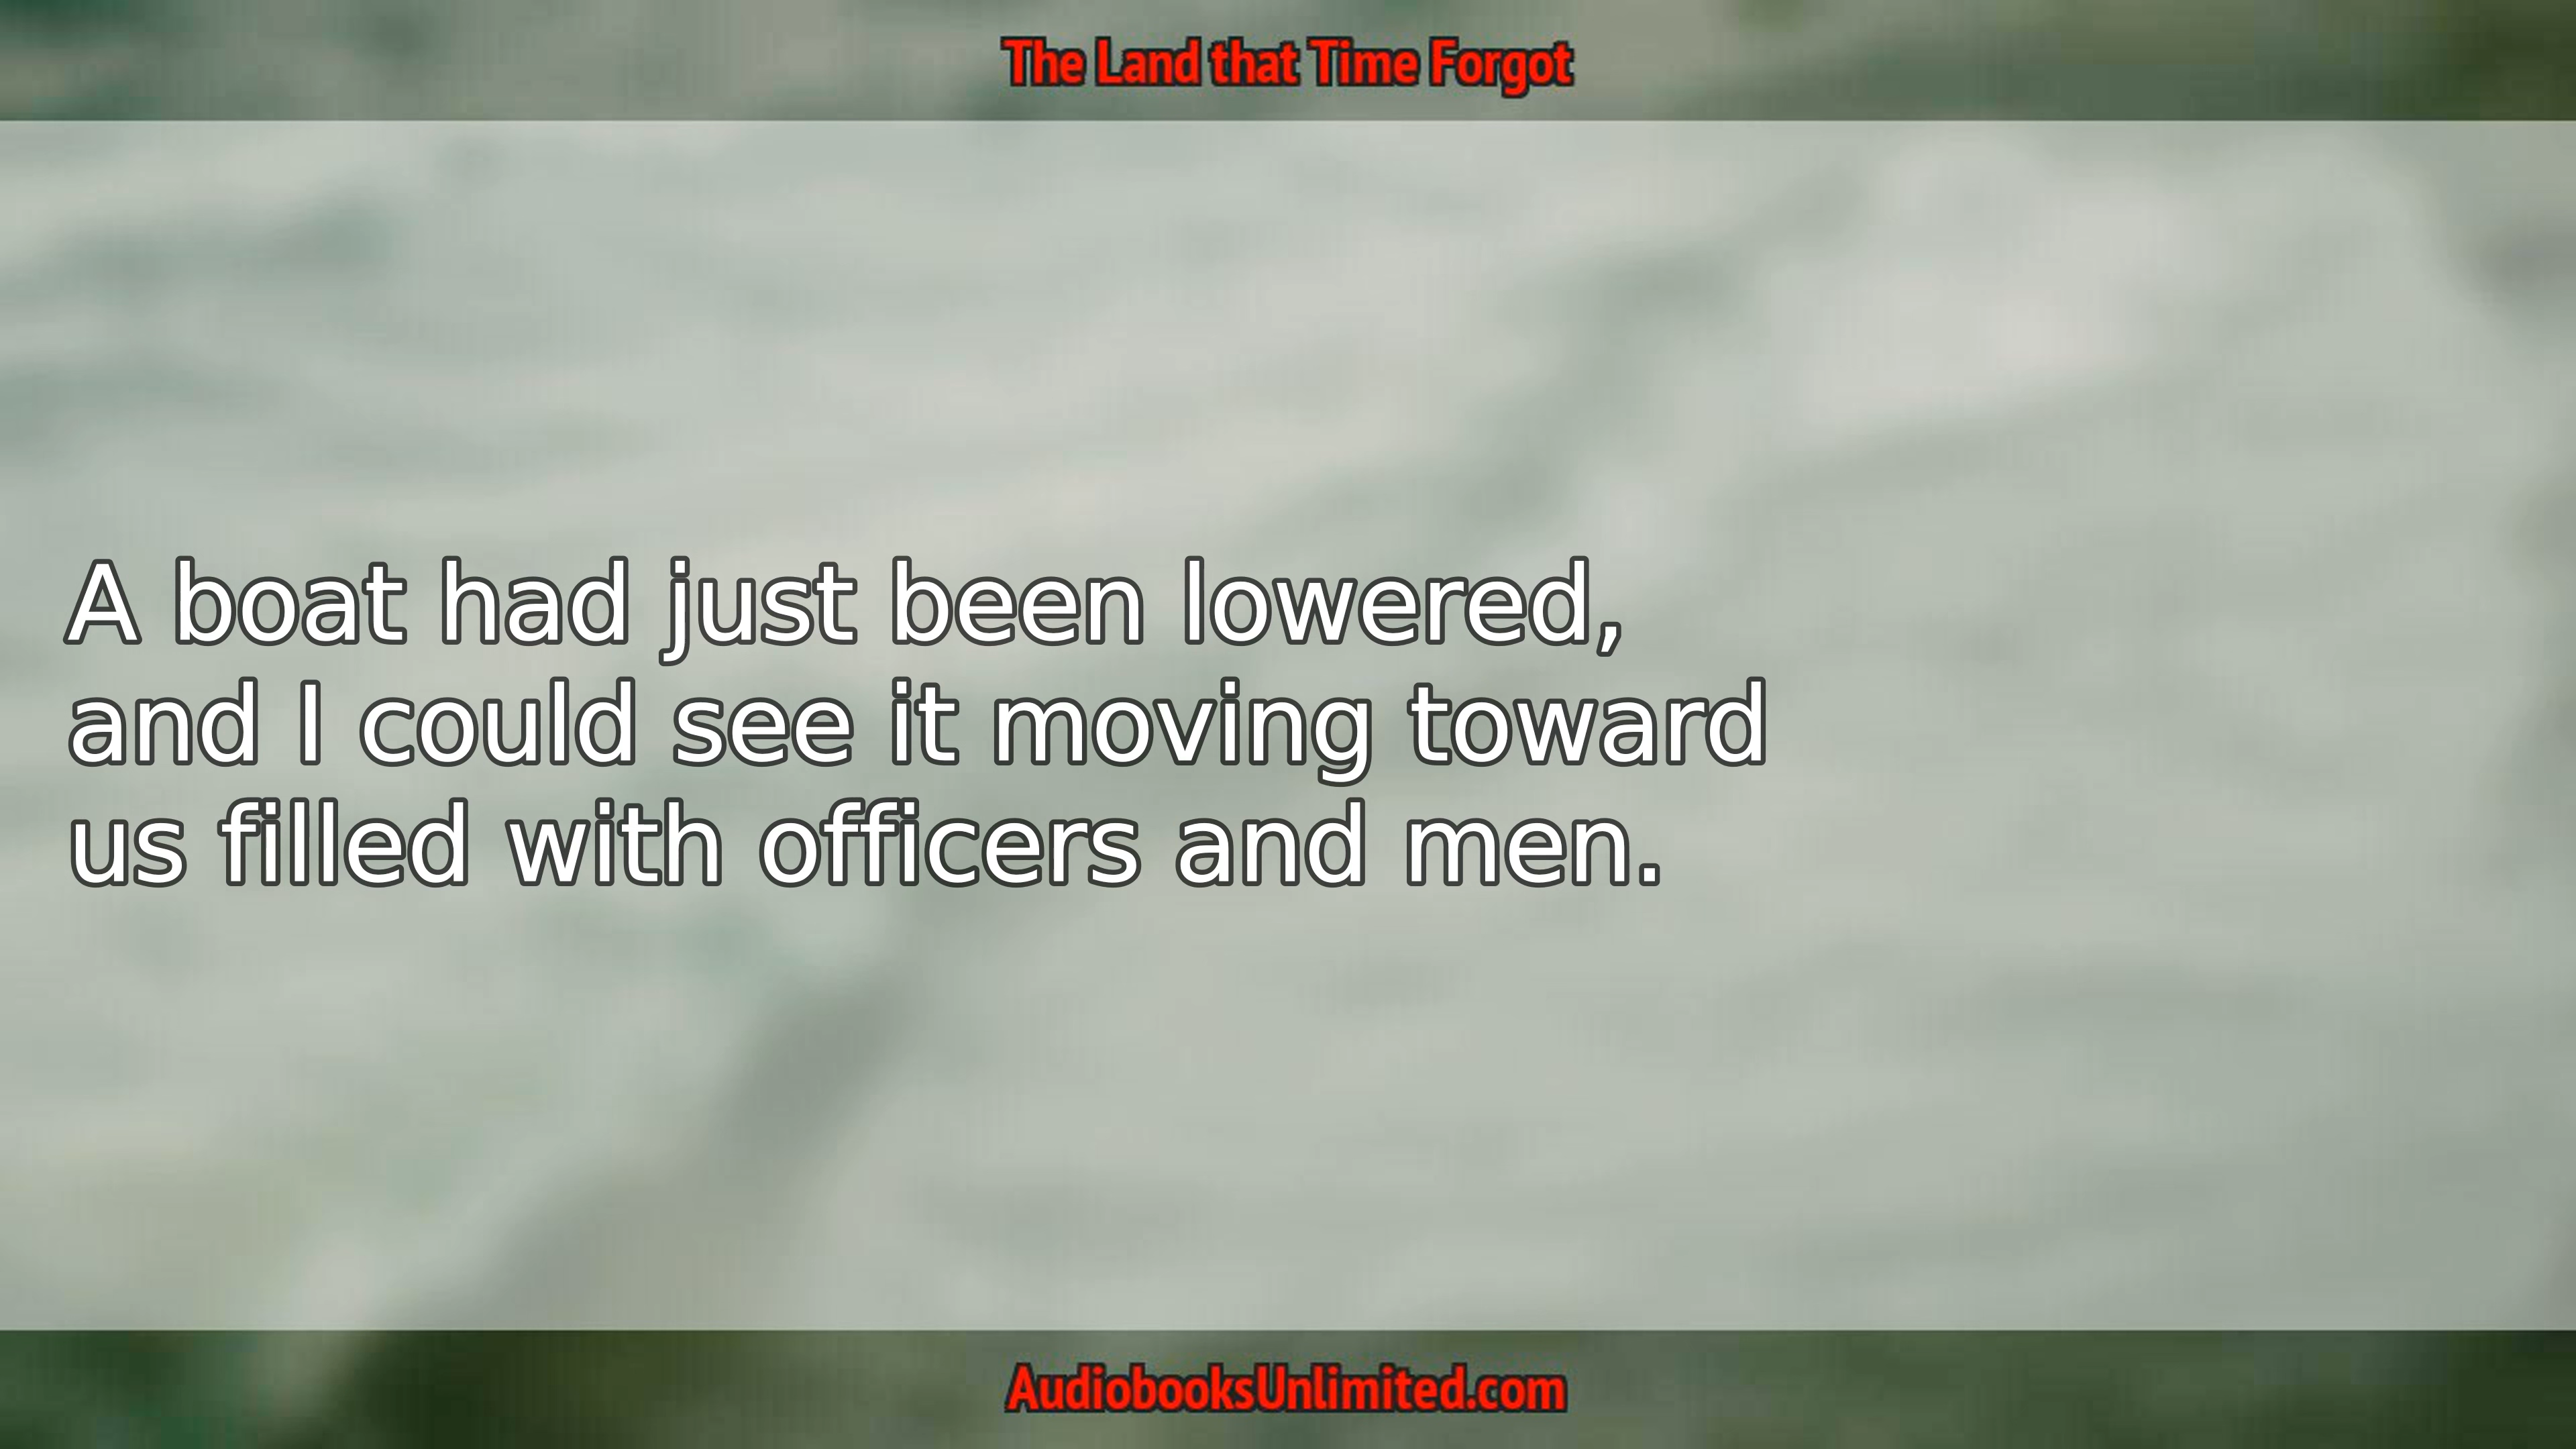 The Land that Time Forgot
A boat had just been lowered,
and I could see it moving toward
us filled with officers and men.
AudiobooksUnlimited.com